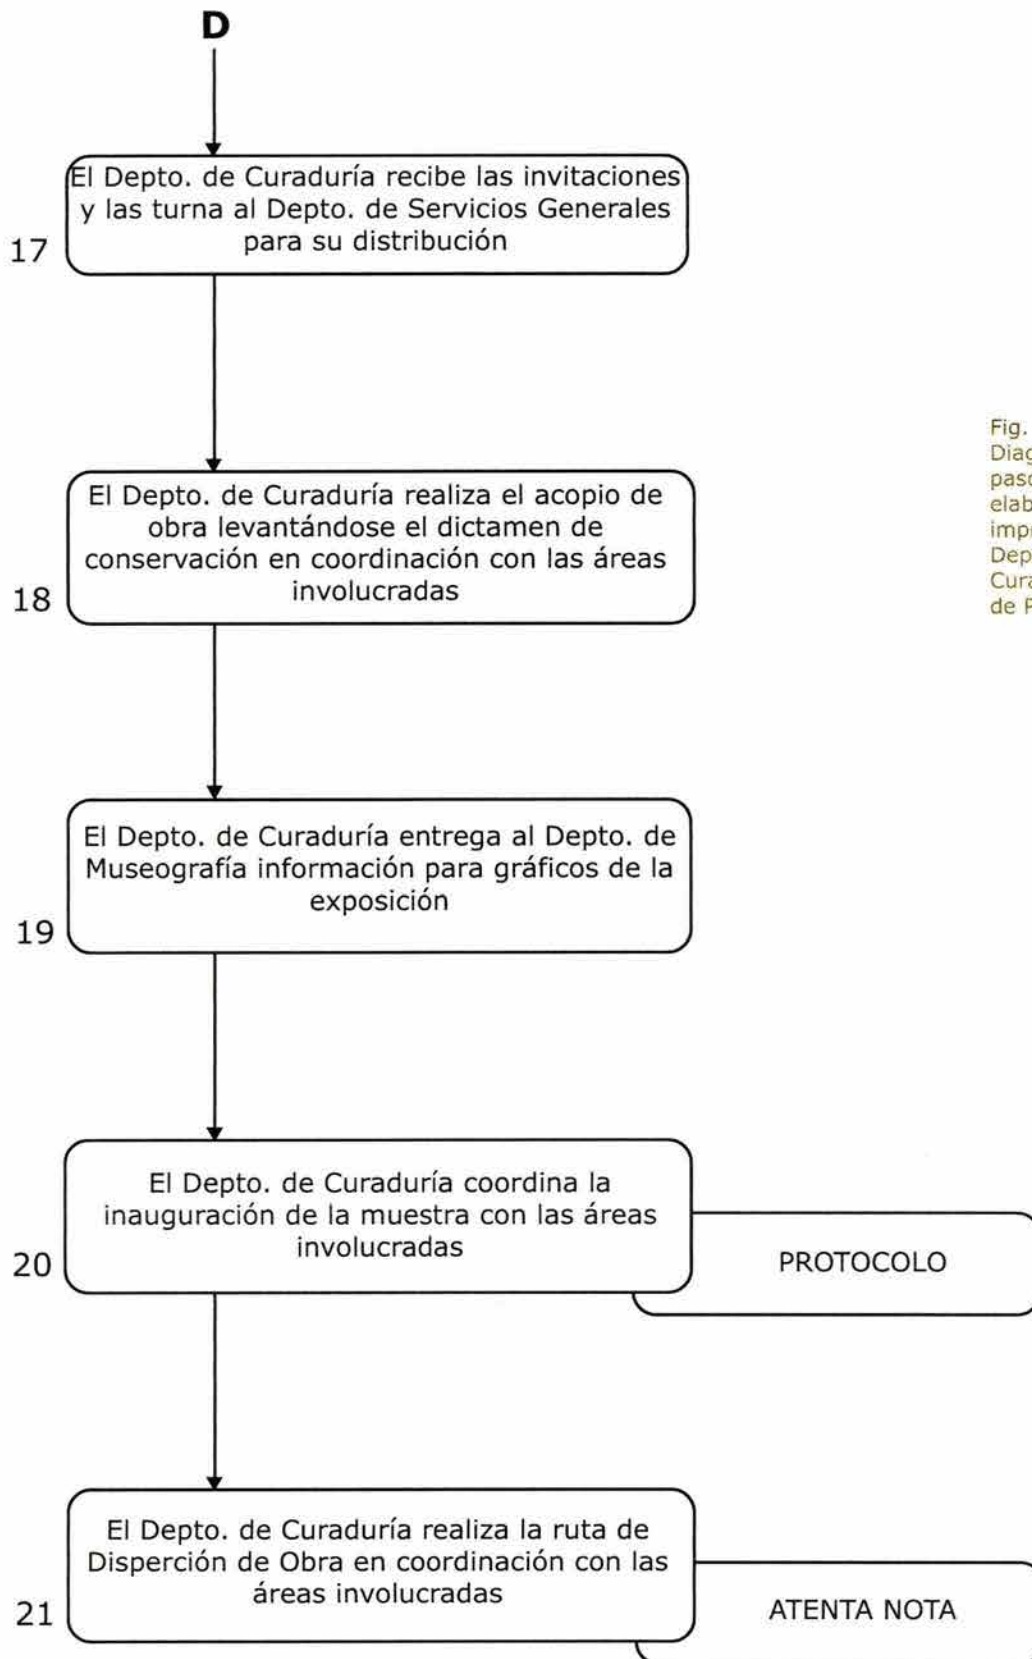 D
El Depto. de Curaduría recibe las invitaciones
y las turna al Depto. de Servicios Generales
para su distribución
17
El Depto. de Curaduría realiza el acopio de
obra levantándose el dictamen de
conservación en coordinación con las áreas
involucradas
18
Fig.
de
El Depto. de Curaduría entrega al Depto. de
Museografía información para gráficos de la
exposición
19
El Depto. de Curaduría coordina la
inauguración de la muestra con las áreas
involucradas
20
PROTOCOLO
El Depto. de Curaduría realiza la ruta de
Disperción de Obra en coordinación con las
áreas involucradas
21
ATENTA NOTA